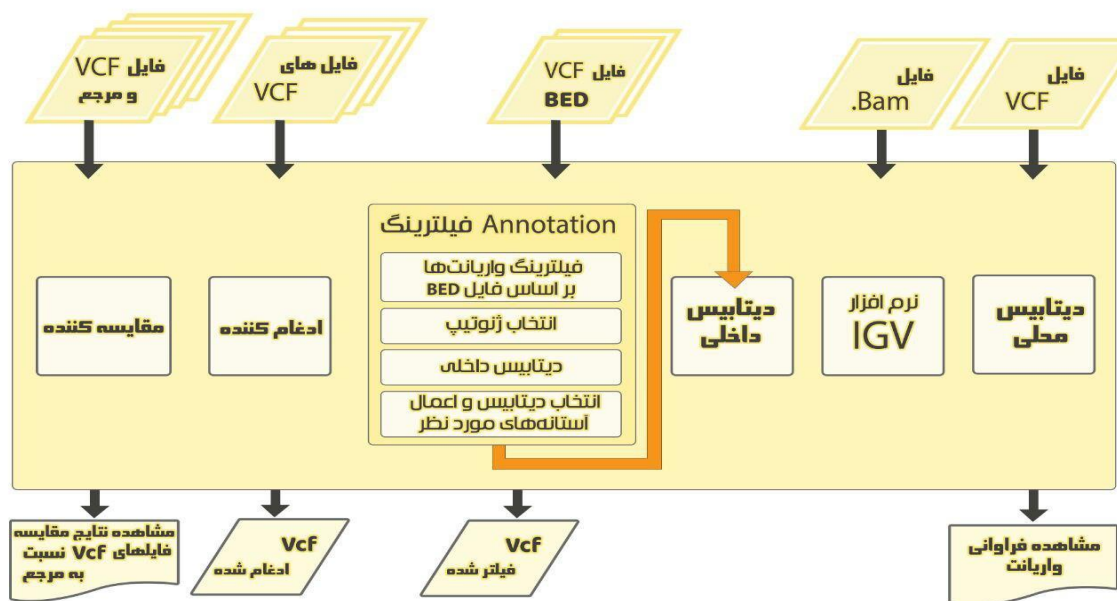 فایل VCF
و مرجع
فایل های
VCF
فایل VCF
BED
فایل
.Bam
فایل
VCF
فیلترینگ Annotation
فیلترینگ واریانت‌ها
بر اساس فایل BED
انتخاب ژنوتیپ
دیتابیس داخلی
انتخاب دیتابیس و اعمال
آستانه‌های مورد نظر
مقایسه کننده
ادغام کننده
دیتابیس
داخلی
نرم افزار
IGV
دیتابیس
محلی
مشاهده نتایج مقایسه
فایلهای Vcf نسبت
به مرجع
Vcf
ادغام شده
Vcf
فیلتر شده
مشاهده فراوانی
واریانت